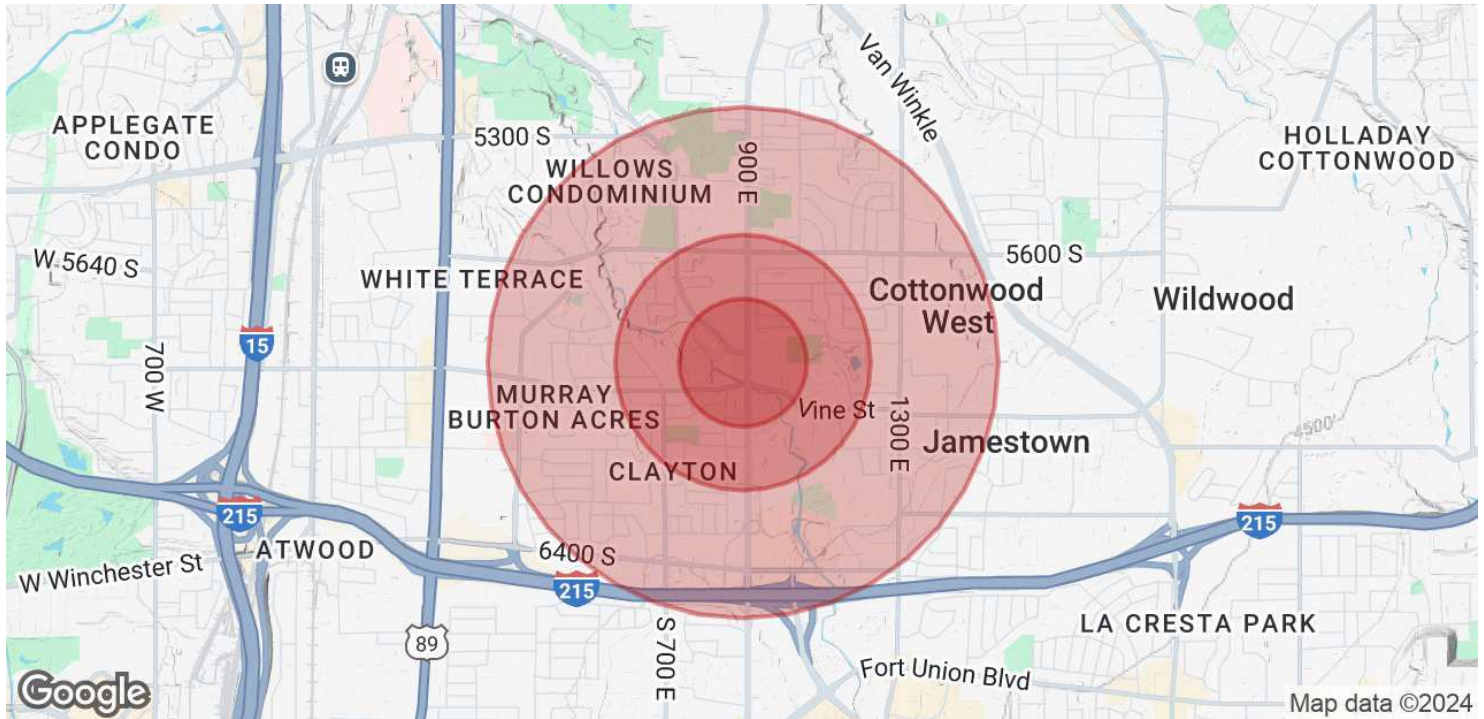 Van Winkle
APPLEGATE
CONDO
5300 S
HOLLADAY
COTTONWOOD
WILLOWS
CONDOMINIUM
900 E
W 5640 S
5600 S
WHITE TERRACE
Cottonwood
West
Wildwood
15
700 W
MURRAY
BURTON ACRES
Vine St
1300 E
4500
Jamestown
CLAYTON
215
215
ATWOOD
6400 S
W Winchester St
215
LA CRESTA PARK
89
S 700 E
Fort Union Blvd
Google
Map data ©2024